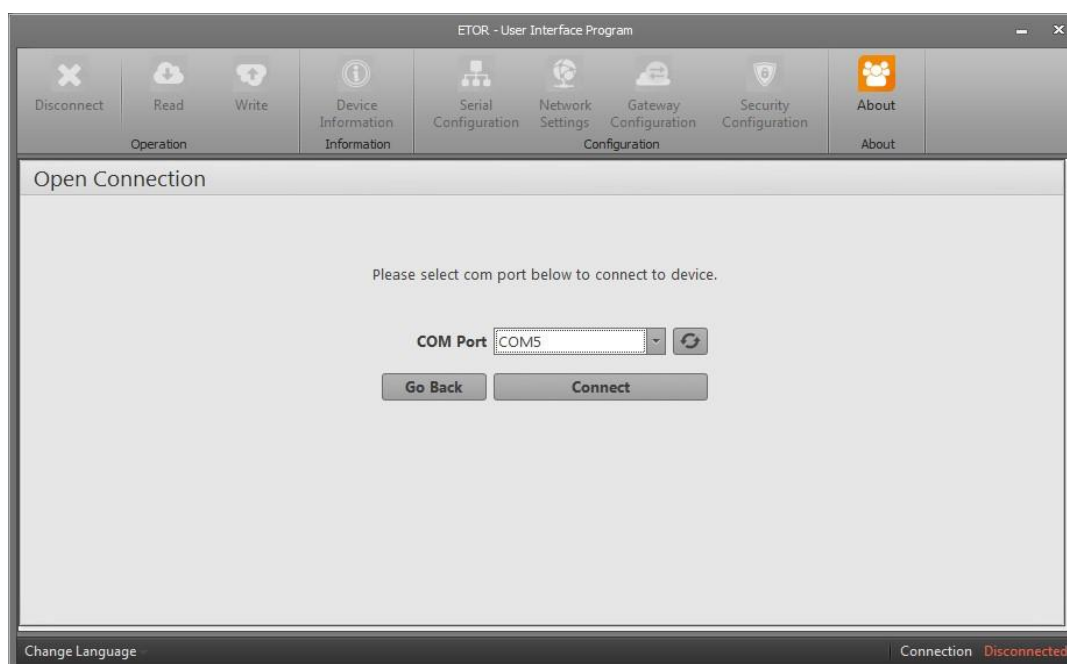 ETOR - User Interface Program
Disconnect Read Write Device Information Serial Configuration Network Settings Gateway Configuration Security Configuration About
Operation Information Configuration About
Open Connection
Please select com port below to connect to device.
COM Port COM5
Go Back Connect
Change Language Connection Disconnected